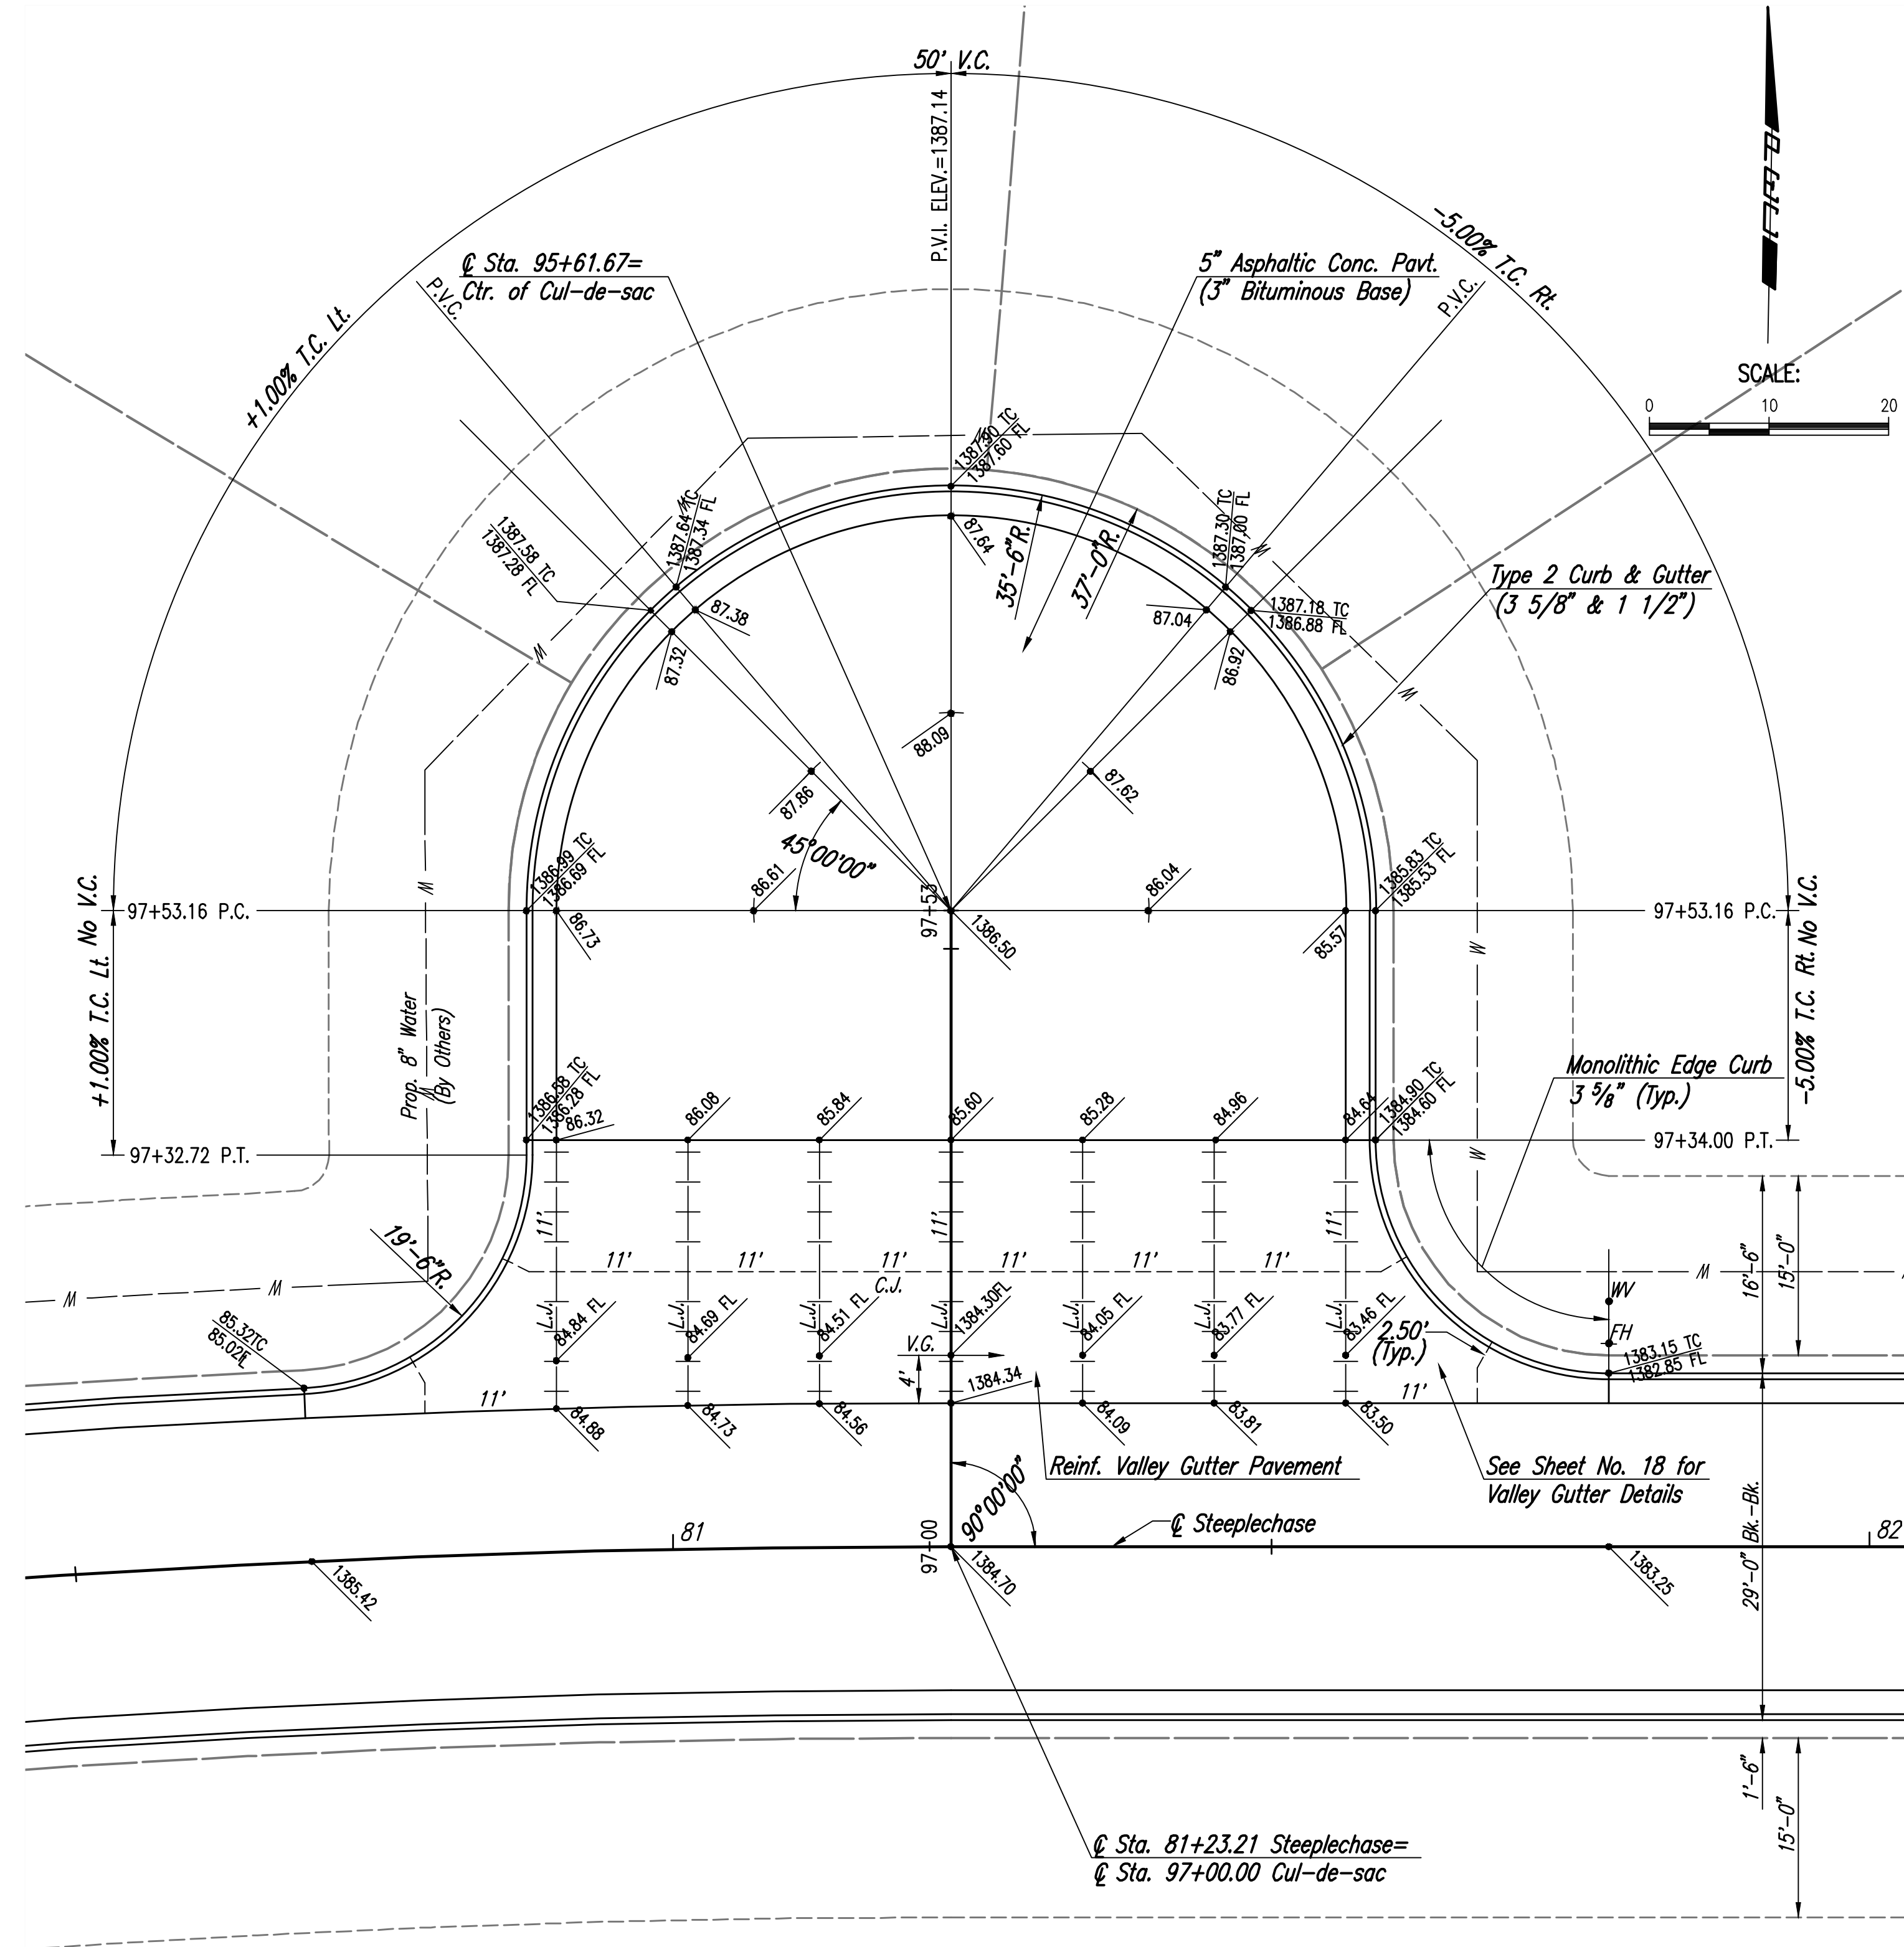 50' V.C.
P.V.I. ELEV.=1387.14
+1.00% T.C. Lt.
-5.00% T.C. Rt.
℄ Sta. 95+61.67=
Ctr. of Cul-de-sac
5" Asphaltic Conc. Pavt.
(3" Bituminous Base)
P.V.C.
P.V.C.
SCALE:
0 10 20
1387.90 TC
1387.60 FL
87.64
1387.64 TC
1387.34 FL
1387.58 TC
1387.28 FL
87.38
87.32
35'-6"R.
37'-0"R.
1387.30 TC
1387.00 FL
1387.18 TC
1386.88 FL
87.04
86.92
Type 2 Curb & Gutter
(3 5/8" & 1 1/2")
W
W
W
W
W
W
88.09
87.86
87.62
45°00'00"
1386.99 TC
1386.69 FL
86.61
86.04
1385.83 TC
1385.53 FL
97+53.16 P.C.
86.73
97+53
1386.50
85.57
97+53.16 P.C.
W
W
+1.00% T.C. Lt. No V.C.
-5.00% T.C. Rt. No V.C.
Prop. 8" Water
(By Others)
W
W
Monolithic Edge Curb
3 5/8" (Typ.)
1386.58 TC
1386.28 FL
86.32
86.08
85.84
85.60
85.28
84.96
84.64
1384.90 TC
1384.60 FL
97+32.72 P.T.
97+34.00 P.T.
11'
11'
11'
11' 11' 11' 11' 11' 11'
C.J.
19'-6"R.
W
W
W
16'-6"
15'-0"
WV
FH
L.J. L.J. L.J. L.J. L.J. L.J. L.J.
84.84 FL
84.69 FL
84.51 FL
1384.30FL
84.05 FL
83.77 FL
83.46 FL
85.32TC
85.02FL
V.G.
4'
1384.34
2.50'
(Typ.)
1383.15 TC
1382.85 FL
11'
11'
84.88
84.73
84.56
84.09
83.81
83.50
Reinf. Valley Gutter Pavement
See Sheet No. 18 for
Valley Gutter Details
90°00'00"
29'-0" Bk.-Bk.
81
℄ Steeplechase
82
97+00
1385.42
1384.70
1383.25
1'-6"
15'-0"
℄ Sta. 81+23.21 Steeplechase=
℄ Sta. 97+00.00 Cul-de-sac